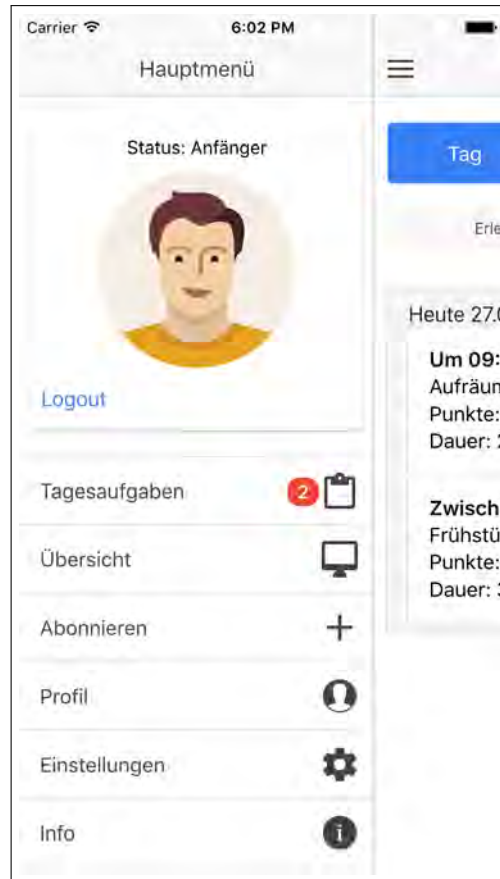 Carrier 6:02 PM
Hauptmenü
Status: Anfänger
Logout
Tagesaufgaben 2
Übersicht
Abonnieren
Profil
Einstellungen
Info
Tag
Heute 27.
Um 09:
Punkte:
Dauer:
Punkte:
Dauer: